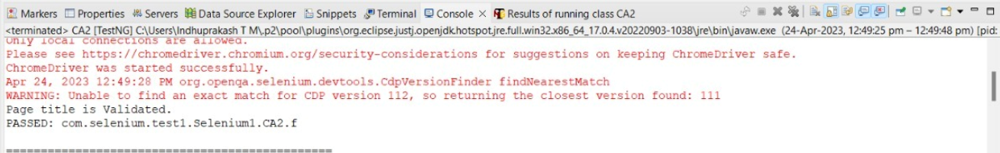 Markers Properties Servers Data Source Explorer Snippets Terminal Console × Results of running class CA2
<terminated> CA2 [TestNG] C:\Users\Indhuprakash T M\.p2\pool\plugins\org.eclipse.justj.openjdk.hotspot.jre.full.win32.x86_64_17.0.4.v20220903-1038\jre\bin\javaw.exe (24-Apr-2023, 12:49:25 pm – 12:49:48 pm) [pid:
Only local connections are allowed.
Please see https://chromedriver.chromium.org/security-considerations for suggestions on keeping ChromeDriver safe.
ChromeDriver was started successfully.
Apr 24, 2023 12:49:28 PM org.openqa.selenium.devtools.CdpVersionFinder findNearestMatch
WARNING: Unable to find an exact match for CDP version 112, so returning the closest version found: 111
Page title is Validated.
PASSED: com.selenium.test1.Selenium1.CA2.f
===============================================